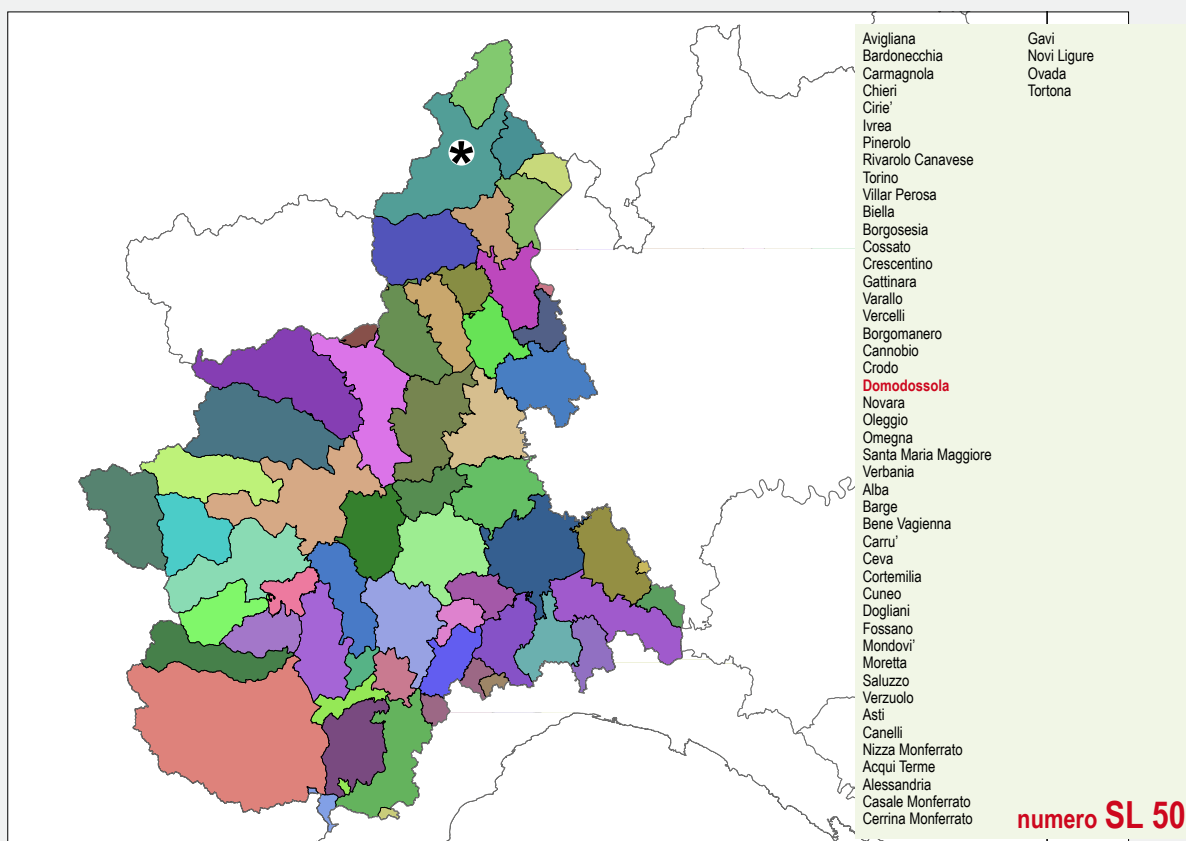 Avigliana
Bardonecchia
Carmagnola
Chieri
Cirie'
Ivrea
Pinerolo
Rivarolo Canavese
Torino
Villar Perosa
Biella
Borgosesia
Cossato
Crescentino
Gattinara
Varallo
Vercelli
Borgomanero
Cannobio
Crodo
Domodossola
Novara
Oleggio
Omegna
Santa Maria Maggiore
Verbania
Alba
Barge
Bene Vagienna
Carru'
Ceva
Cortemilia
Cuneo
Dogliani
Fossano
Mondovi'
Moretta
Saluzzo
Verzuolo
Asti
Canelli
Nizza Monferrato
Acqui Terme
Alessandria
Casale Monferrato
Cerrina Monferrato
Gavi
Novi Ligure
Ovada
Tortona
numero SL 50
*